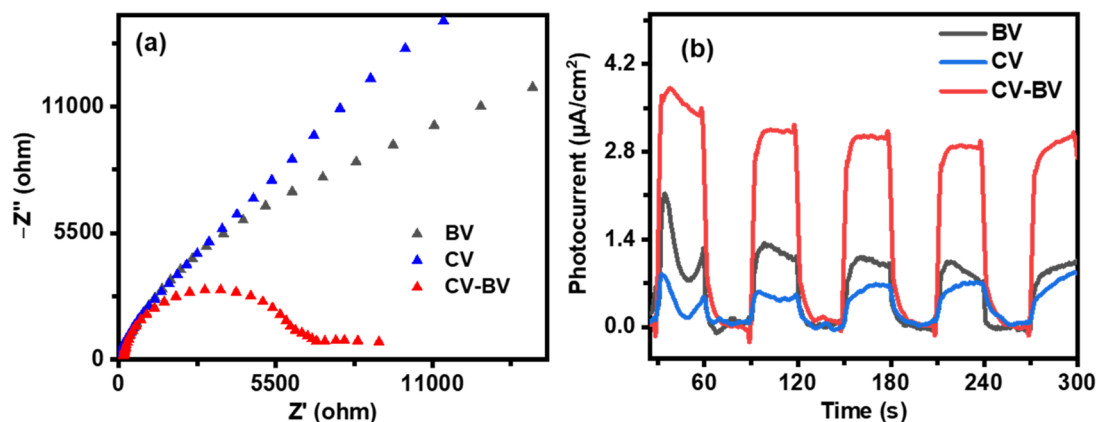 (a)
−Z'' (ohm)
11000
5500
0
BV
CV
CV-BV
0 5500 11000
Z' (ohm)
(b)
Photocurrent (µA/cm²)
4.2
2.8
1.4
0.0
BV
CV
CV-BV
60 120 180 240 300
Time (s)